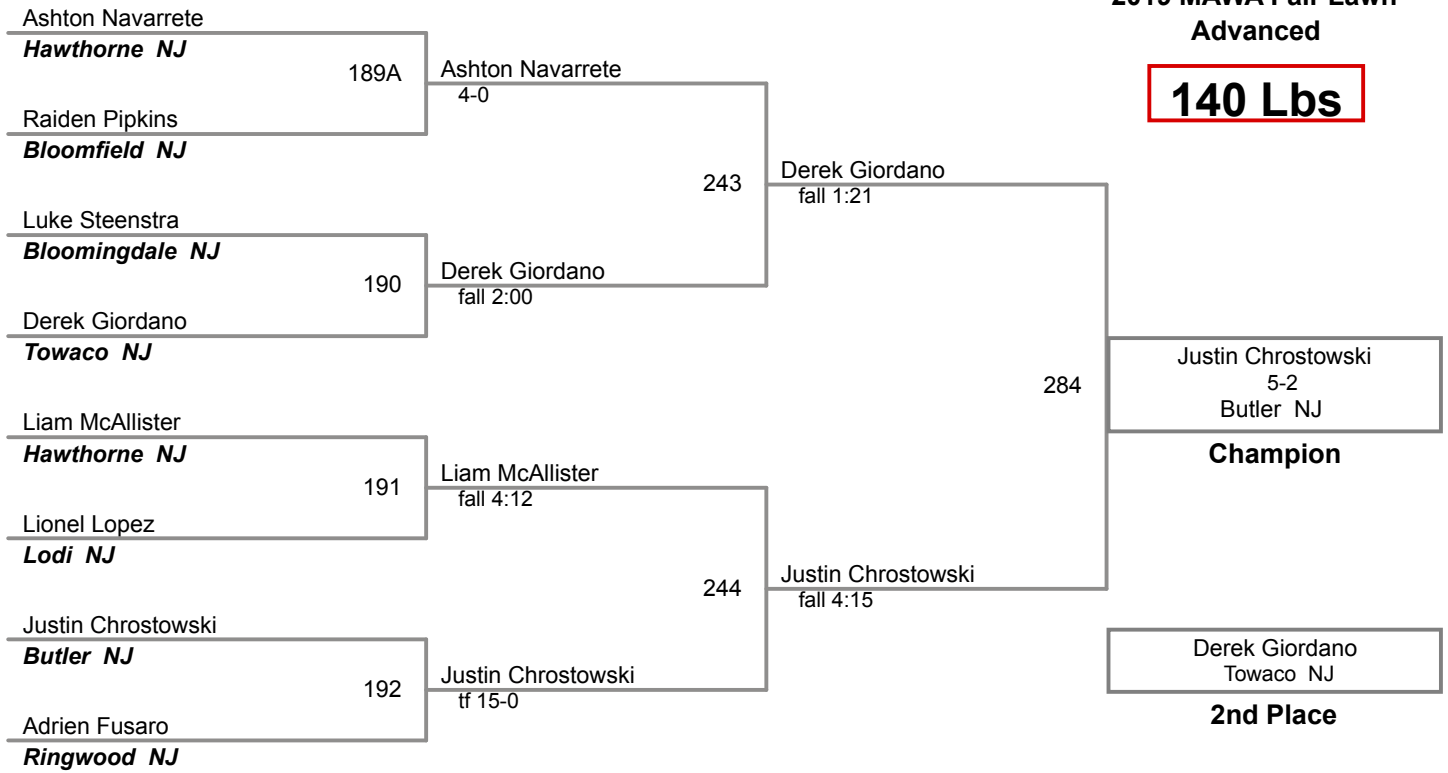 2019 MAWA Fair Lawn
Advanced
140 Lbs
Ashton Navarrete
Hawthorne NJ
189A
Raiden Pipkins
Bloomfield NJ
Luke Steenstra
Bloomingdale NJ
190
Derek Giordano
Towaco NJ
Liam McAllister
Hawthorne NJ
191
Lionel Lopez
Lodi NJ
Justin Chrostowski
Butler NJ
192
Adrien Fusaro
Ringwood NJ
Ashton Navarrete
4-0
243
Derek Giordano
fall 2:00
Liam McAllister
fall 4:12
244
Justin Chrostowski
tf 15-0
Derek Giordano
fall 1:21
284
Justin Chrostowski
fall 4:15
Justin Chrostowski
5-2
Butler NJ
Champion
Derek Giordano
Towaco NJ
2nd Place